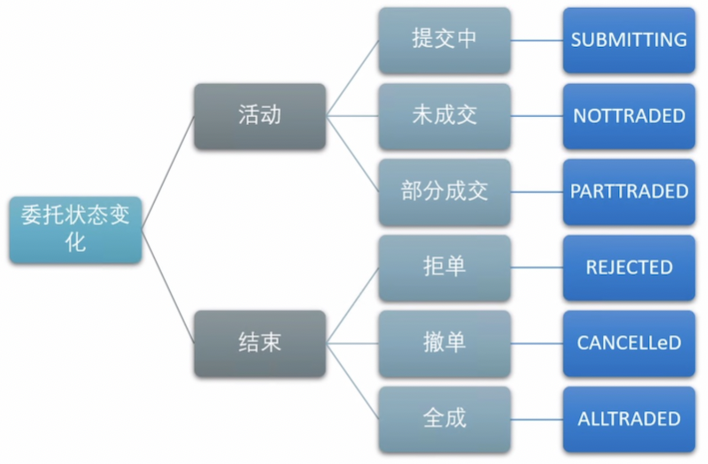 委托状态变
化
活动
提交中
SUBMITTING
未成交
NOTTRADED
部分成交
PARTTRADED
结束
拒单
REJECTED
撤单
CANCELLeD
全成
ALLTRADED